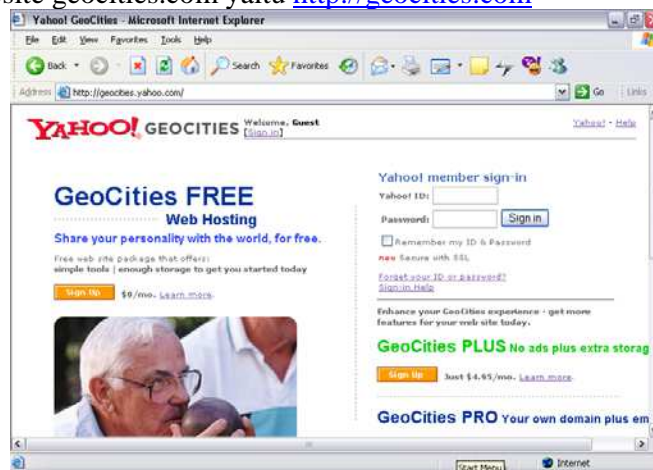 site geocities.com yaitu http://geocities.com
Yahoo! GeoCities - Microsoft Internet Explorer
File Edit View Favorites Tools Help
Back Search Favorites
Address http://geocities.yahoo.com/ Go Links
YAHOO! GEOCITIES Welcome, Guest
[Sign in]
Yahoo! - Help
GeoCities FREE
Web Hosting
Share your personality with the world, for free.
Free web site package that offers:
simple tools | enough storage to get you started today
Sign Up $0/mo. Learn more.
Yahoo! member sign-in
Yahoo! ID:
Password: Sign in
Remember my ID & Password
new Secure with SSL
Forget your ID or password?
Sign-in Help
Enhance your GeoCities experience - get more
features for your web site today.
GeoCities PLUS No ads plus extra storag
Sign Up Just $4.95/mo. Learn more.
GeoCities PRO Your own domain plus em
Start Menu
Internet